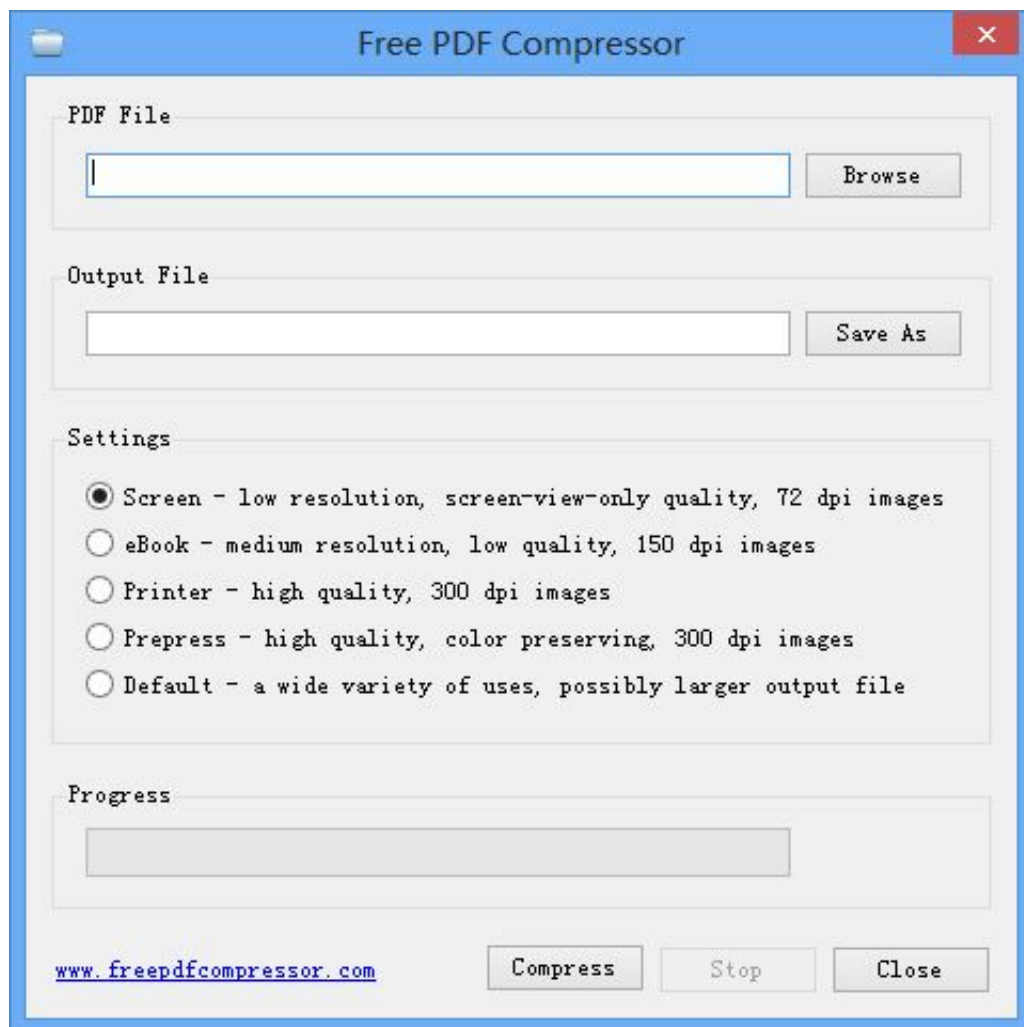 Free PDF Compressor
PDF File
Browse
Output File
Save As
Settings
Screen - low resolution, screen-view-only quality, 72 dpi images
eBook - medium resolution, low quality, 150 dpi images
Printer - high quality, 300 dpi images
Prepress - high quality, color preserving, 300 dpi images
Default - a wide variety of uses, possibly larger output file
Progress
www.freepdfcompressor.com Compress Stop Close